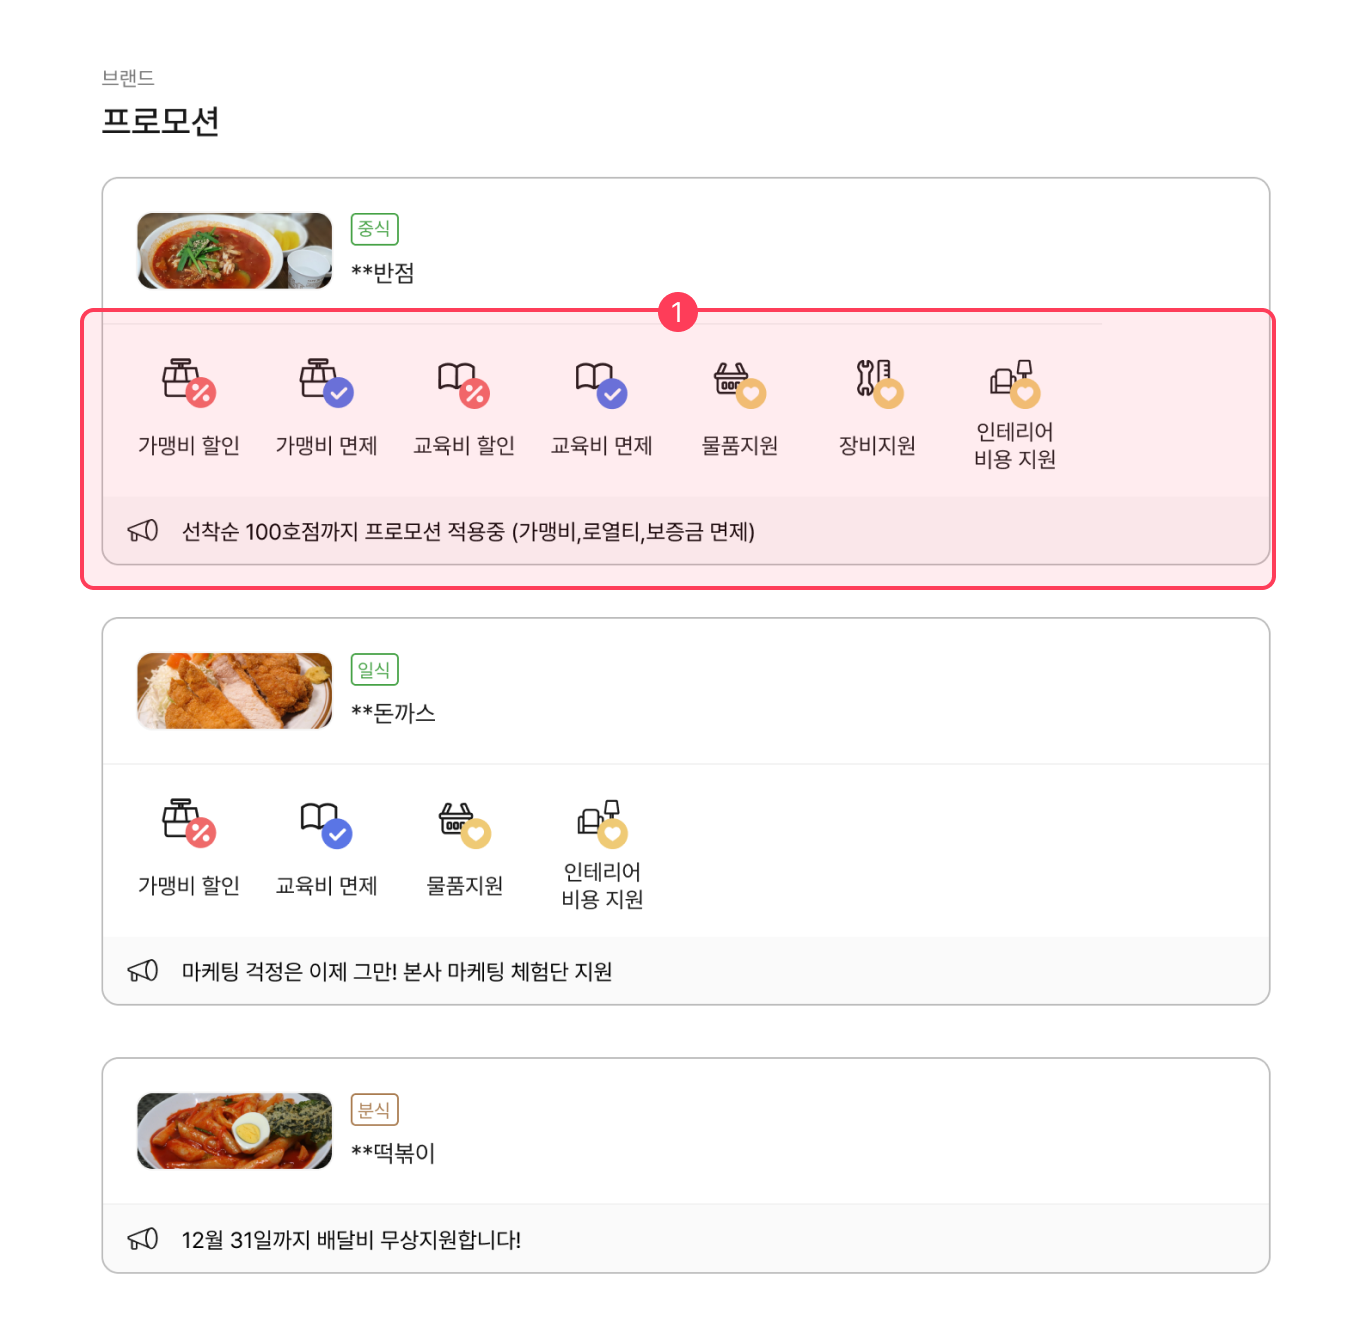 브랜드
프로모션
중식
**반점
1
가맹비 할인
가맹비 면제
교육비 할인
교육비 면제
물품지원
장비지원
인테리어
비용 지원
선착순 100호점까지 프로모션 적용중 (가맹비,로열티,보증금 면제)
일식
**돈까스
가맹비 할인
교육비 면제
물품지원
인테리어
비용 지원
마케팅 걱정은 이제 그만! 본사 마케팅 체험단 지원
분식
**떡볶이
12월 31일까지 배달비 무상지원합니다!